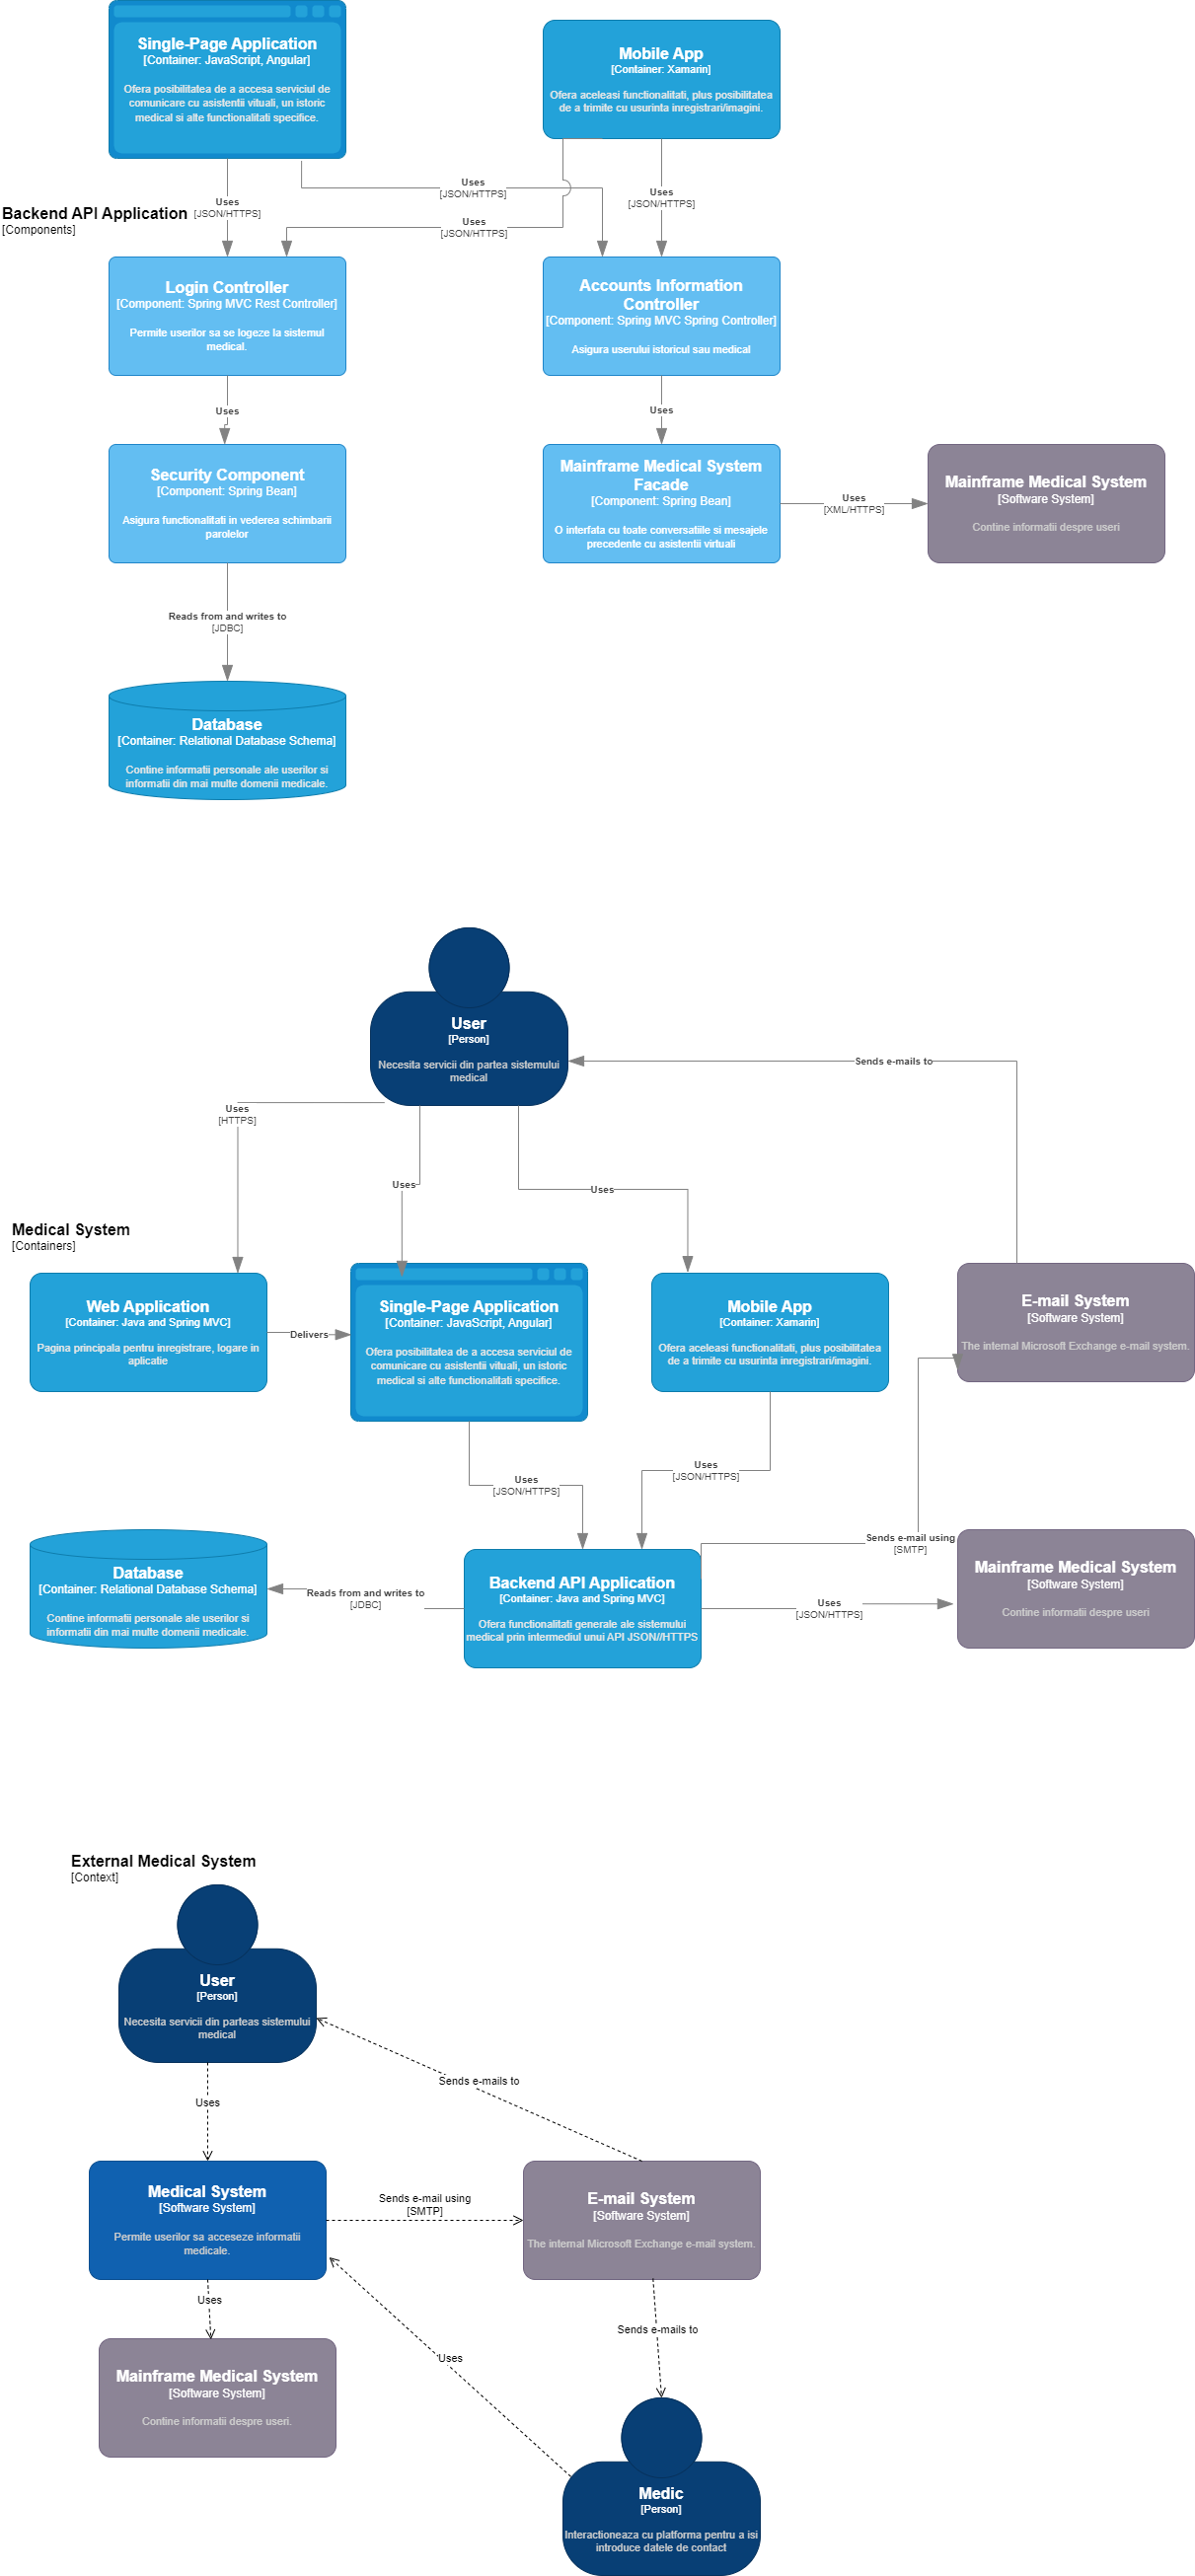 Single-Page Application
[Container: JavaScript, Angular]
Ofera posibilitatea de a accesa serviciul de
comunicare cu asistentii vituali, un istoric
medical si alte functionalitati specifice.
Mobile App
[Container: Xamarin]
Ofera aceleasi functionalitati, plus posibilitatea
de a trimite cu usurinta inregistrari/imagini.
Uses
[JSON/HTTPS]
Uses
[JSON/HTTPS]
Uses
[JSON/HTTPS]
Uses
[JSON/HTTPS]
Backend API Application
[Components]
Login Controller
[Component: Spring MVC Rest Controller]
Permite userilor sa se logeze la sistemul
medical.
Accounts Information
Controller
[Component: Spring MVC Spring Controller]
Asigura userului istoricul sau medical
Uses
Uses
Security Component
[Component: Spring Bean]
Asigura functionalitati in vederea schimbarii
parolelor
Mainframe Medical System
Facade
[Component: Spring Bean]
O interfata cu toate conversatiile si mesajele
precedente cu asistentii virtuali
Uses
[XML/HTTPS]
Mainframe Medical System
[Software System]
Contine informatii despre useri
Reads from and writes to
[JDBC]
Database
[Container: Relational Database Schema]
Contine informatii personale ale userilor si
informatii din mai multe domenii medicale.
User
[Person]
Necesita servicii din partea sistemului
medical
Sends e-mails to
Uses
[HTTPS]
Uses
Uses
Medical System
[Containers]
Web Application
[Container: Java and Spring MVC]
Pagina principala pentru inregistrare, logare in
aplicatie
Delivers
Single-Page Application
[Container: JavaScript, Angular]
Ofera posibilitatea de a accesa serviciul de
comunicare cu asistentii vituali, un istoric
medical si alte functionalitati specifice.
Mobile App
[Container: Xamarin]
Ofera aceleasi functionalitati, plus posibilitatea
de a trimite cu usurinta inregistrari/imagini.
E-mail System
[Software System]
The internal Microsoft Exchange e-mail system.
Uses
[JSON/HTTPS]
Uses
[JSON/HTTPS]
Database
[Container: Relational Database Schema]
Contine informatii personale ale userilor si
informatii din mai multe domenii medicale.
Reads from and writes to
[JDBC]
Backend API Application
[Container: Java and Spring MVC]
Ofera functionalitati generale ale sistemului
medical prin intermediul unui API JSON//HTTPS
Sends e-mail using
[SMTP]
Uses
[JSON/HTTPS]
Mainframe Medical System
[Software System]
Contine informatii despre useri
External Medical System
[Context]
User
[Person]
Necesita servicii din parteas sistemului
medical
Sends e-mails to
Uses
Medical System
[Software System]
Permite userilor sa acceseze informatii
medicale.
Sends e-mail using
[SMTP]
E-mail System
[Software System]
The internal Microsoft Exchange e-mail system.
Uses
Sends e-mails to
Uses
Mainframe Medical System
[Software System]
Contine informatii despre useri.
Medic
[Person]
Interactioneaza cu platforma pentru a isi
introduce datele de contact